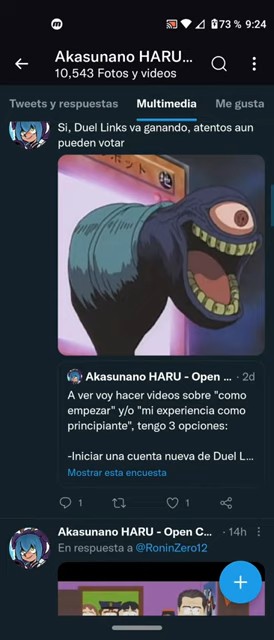 73 % 9:24
Akasunano HARU...
10,543 Fotos y videos
Tweets y respuestas Multimedia Me gusta
Si, Duel Links va ganando, atentos aun
pueden votar
Akasunano HARU - Open ... · 2d
A ver voy hacer videos sobre "como
empezar" y/o "mi experiencia como
principiante", tengo 3 opciones:
-Iniciar una cuenta nueva de Duel L...
Mostrar esta encuesta
1 1
Akasunano HARU - Open C... · 14h
En respuesta a @RoninZero12